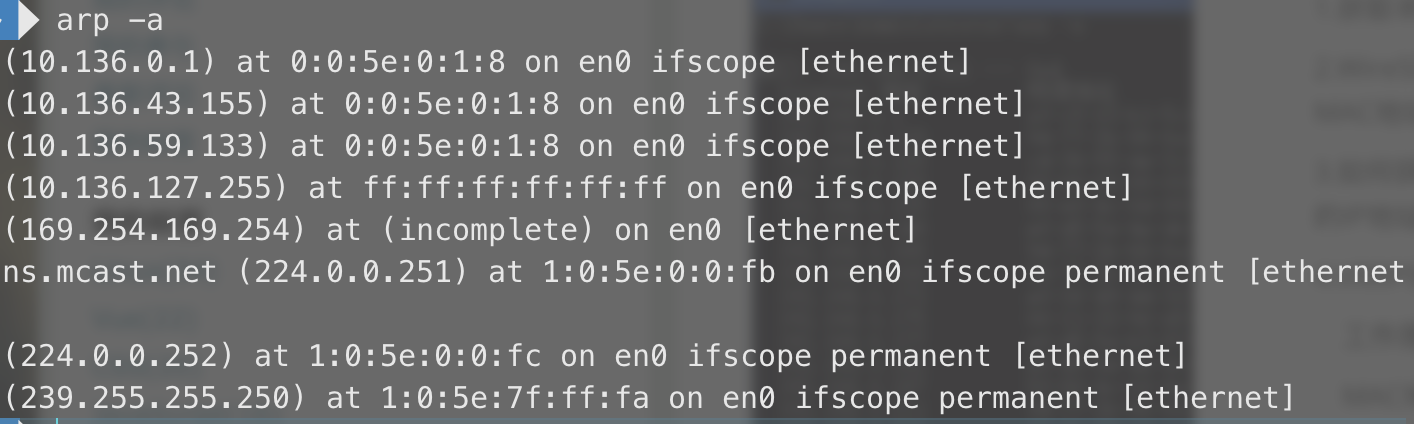 arp -a
(10.136.0.1) at 0:0:5e:0:1:8 on en0 ifscope [ethernet]
(10.136.43.155) at 0:0:5e:0:1:8 on en0 ifscope [ethernet]
(10.136.59.133) at 0:0:5e:0:1:8 on en0 ifscope [ethernet]
(10.136.127.255) at ff:ff:ff:ff:ff:ff on en0 ifscope [ethernet]
(169.254.169.254) at (incomplete) on en0 [ethernet]
ns.mcast.net (224.0.0.251) at 1:0:5e:0:0:fb on en0 ifscope permanent [ethernet
(224.0.0.252) at 1:0:5e:0:0:fc on en0 ifscope permanent [ethernet]
(239.255.255.250) at 1:0:5e:7f:ff:fa on en0 ifscope permanent [ethernet]